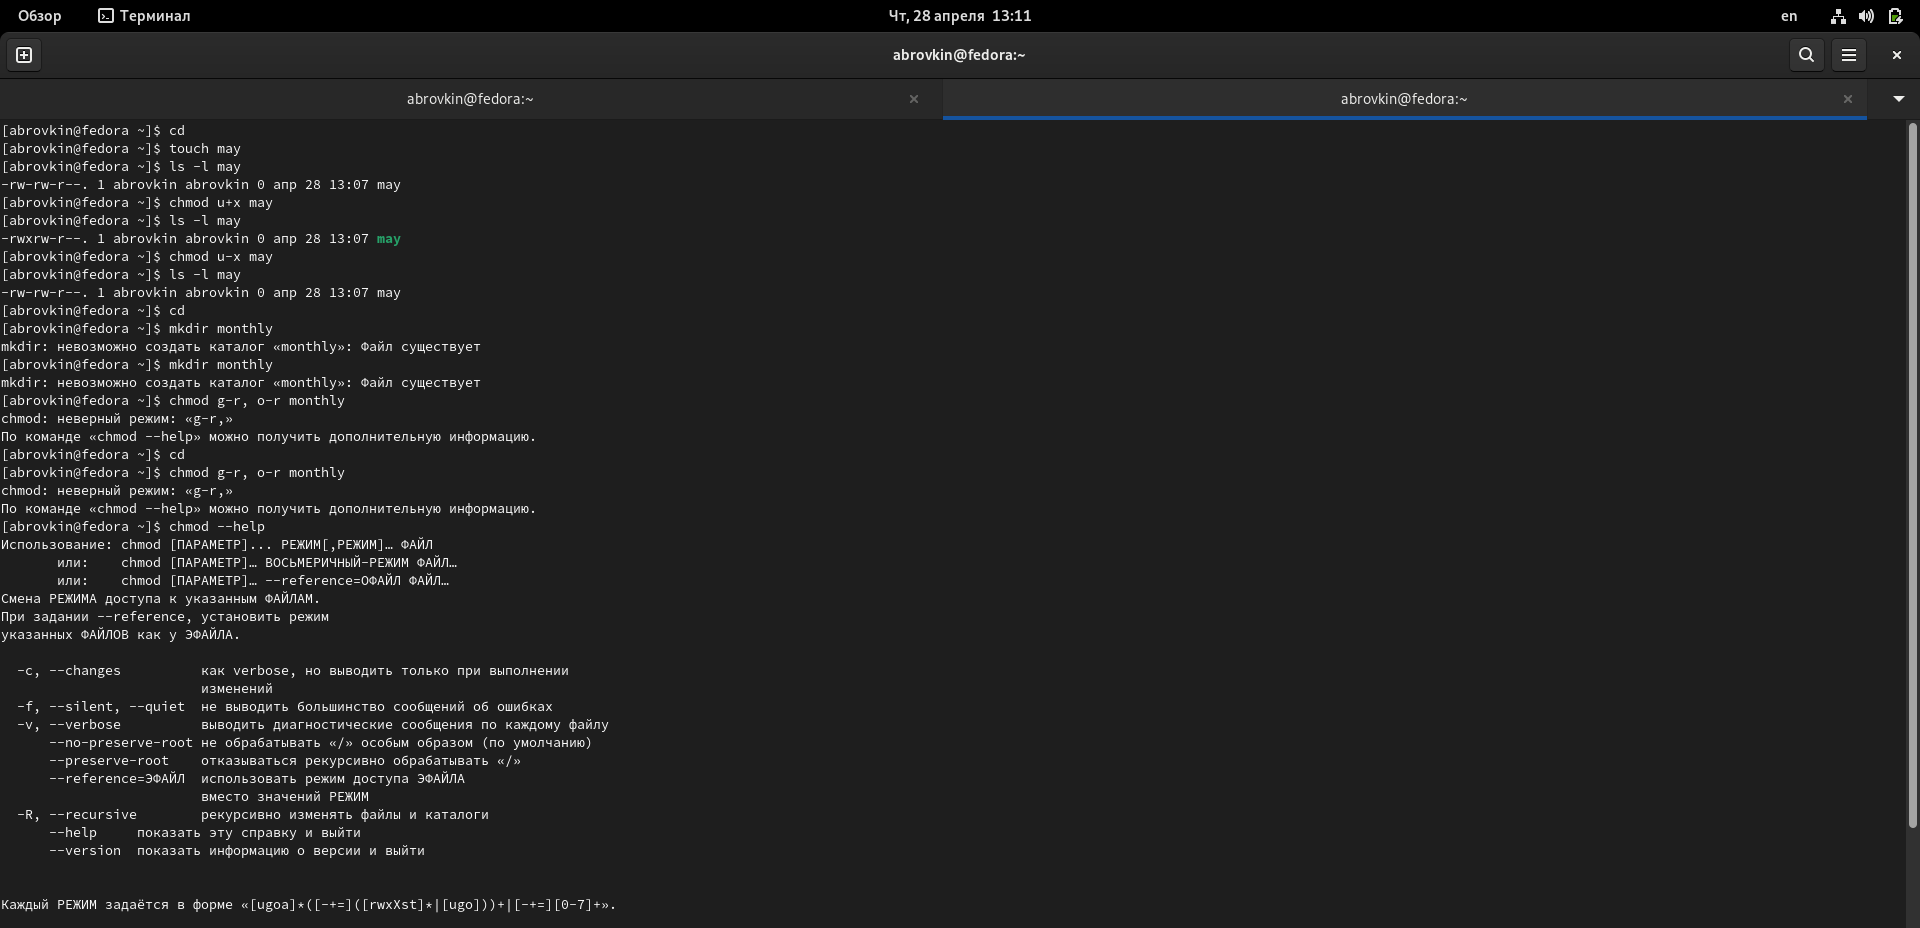 Обзор Терминал Чт, 28 апреля 13:11 en
abrovkin@fedora:~
abrovkin@fedora:~ abrovkin@fedora:~
[abrovkin@fedora ~]$ cd
[abrovkin@fedora ~]$ touch may
[abrovkin@fedora ~]$ ls -l may
-rw-rw-r--. 1 abrovkin abrovkin 0 апр 28 13:07 may
[abrovkin@fedora ~]$ chmod u+x may
[abrovkin@fedora ~]$ ls -l may
-rwxrw-r--. 1 abrovkin abrovkin 0 апр 28 13:07 may
[abrovkin@fedora ~]$ chmod u-x may
[abrovkin@fedora ~]$ ls -l may
-rw-rw-r--. 1 abrovkin abrovkin 0 апр 28 13:07 may
[abrovkin@fedora ~]$ cd
[abrovkin@fedora ~]$ mkdir monthly
mkdir: невозможно создать каталог «monthly»: Файл существует
[abrovkin@fedora ~]$ mkdir monthly
mkdir: невозможно создать каталог «monthly»: Файл существует
[abrovkin@fedora ~]$ chmod g-r, o-r monthly
chmod: неверный режим: «g-r,»
По команде «chmod --help» можно получить дополнительную информацию.
[abrovkin@fedora ~]$ cd
[abrovkin@fedora ~]$ chmod g-r, o-r monthly
chmod: неверный режим: «g-r,»
По команде «chmod --help» можно получить дополнительную информацию.
[abrovkin@fedora ~]$ chmod --help
Использование: chmod [ПАРАМЕТР]... РЕЖИМ[,РЕЖИМ]… ФАЙЛ
или: chmod [ПАРАМЕТР]… ВОСЬМЕРИЧНЫЙ-РЕЖИМ ФАЙЛ…
или: chmod [ПАРАМЕТР]… --reference=ОФАЙЛ ФАЙЛ…
Смена РЕЖИМА доступа к указанным ФАЙЛАМ.
При задании --reference, установить режим
указанных ФАЙЛОВ как у ЭФАЙЛА.
-c, --changes как verbose, но выводить только при выполнении
изменений
-f, --silent, --quiet не выводить большинство сообщений об ошибках
-v, --verbose выводить диагностические сообщения по каждому файлу
--no-preserve-root не обрабатывать «/» особым образом (по умолчанию)
--preserve-root отказываться рекурсивно обрабатывать «/»
--reference=ЭФАЙЛ использовать режим доступа ЭФАЙЛА
вместо значений РЕЖИМ
-R, --recursive рекурсивно изменять файлы и каталоги
--help показать эту справку и выйти
--version показать информацию о версии и выйти
Каждый РЕЖИМ задаётся в форме «[ugoa]*([-+=]([rwxXst]*|[ugo]))+|[-+=][0-7]+».